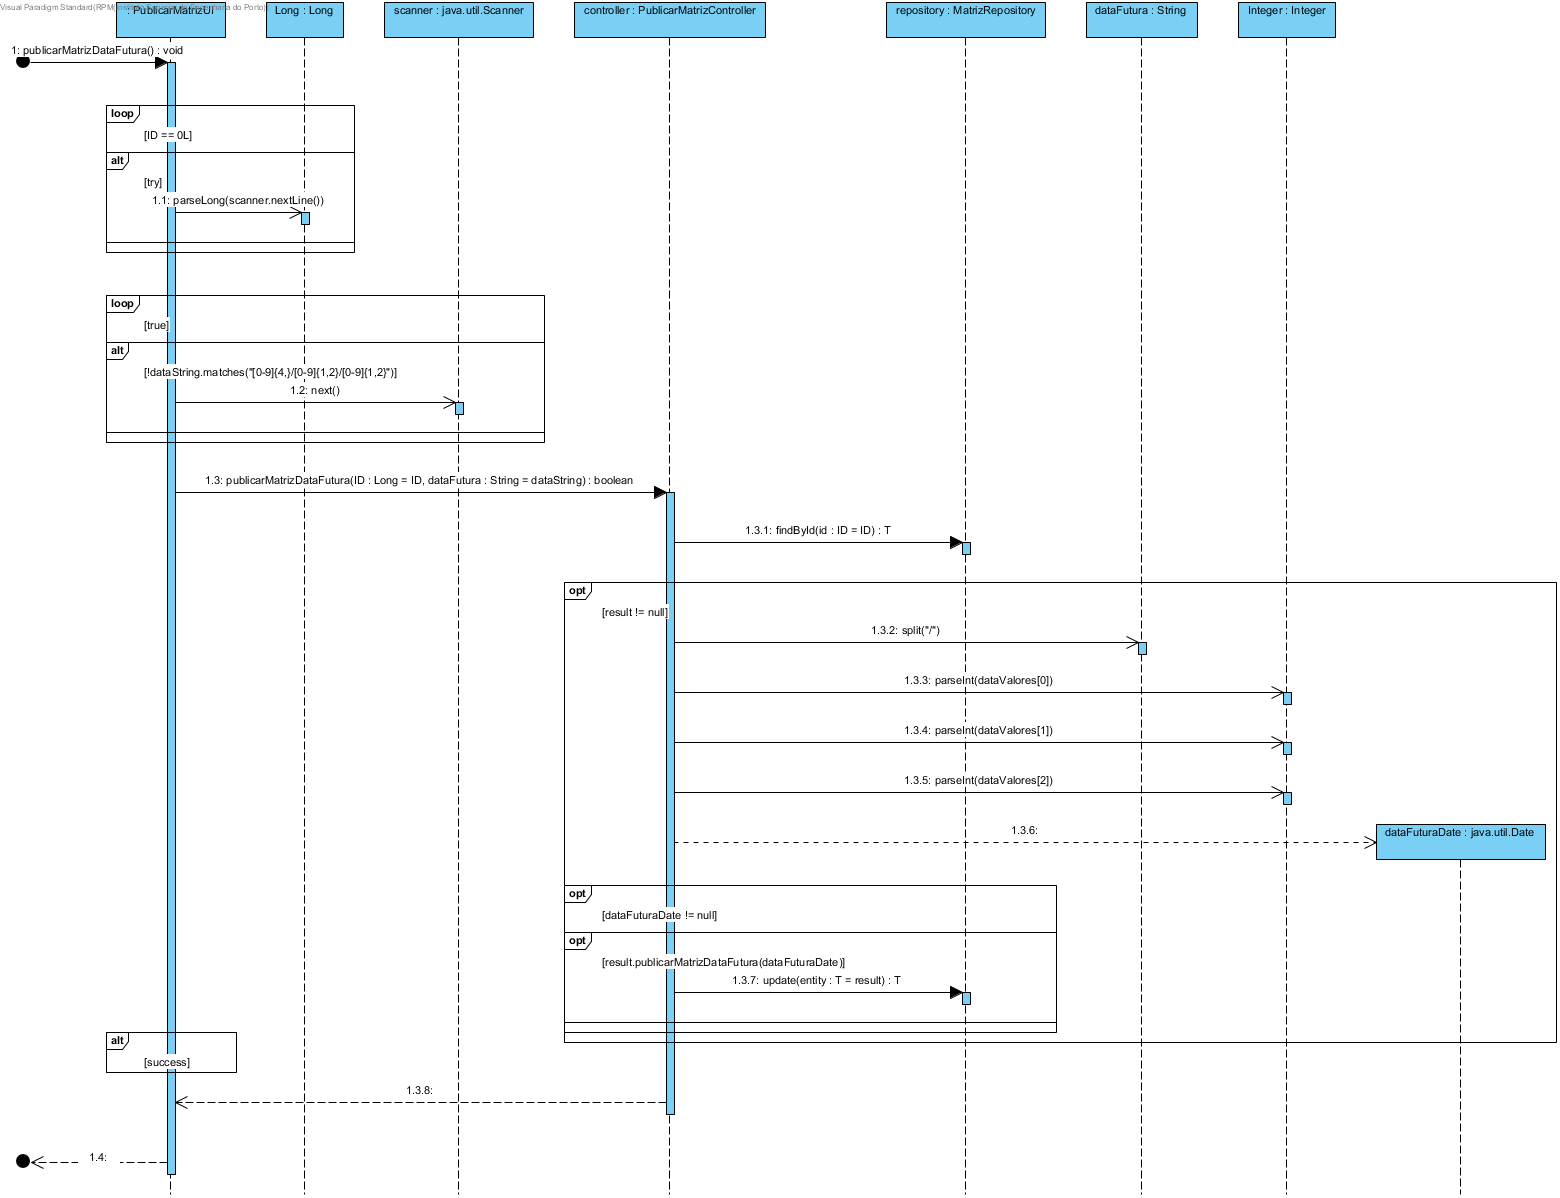 Visual Paradigm Standard(RPM(Instituto Superior de Engenharia do Porto))
: PublicarMatrizUI
Long : Long
scanner : java.util.Scanner
controller : PublicarMatrizController
repository : MatrizRepository
dataFutura : String
Integer : Integer
1: publicarMatrizDataFutura() : void
loop
[ID == 0L]
alt
[try]
1.1: parseLong(scanner.nextLine())
loop
[true]
alt
[!dataString.matches("[0-9]{4,}/[0-9]{1,2}/[0-9]{1,2}")]
1.2: next()
1.3: publicarMatrizDataFutura(ID : Long = ID, dataFutura : String = dataString) : boolean
1.3.1: findById(id : ID = ID) : T
opt
[result != null]
1.3.2: split("/")
1.3.3: parseInt(dataValores[0])
1.3.4: parseInt(dataValores[1])
1.3.5: parseInt(dataValores[2])
1.3.6:
dataFuturaDate : java.util.Date
opt
[dataFuturaDate != null]
opt
[result.publicarMatrizDataFutura(dataFuturaDate)]
1.3.7: update(entity : T = result) : T
alt
[success]
1.3.8:
1.4: